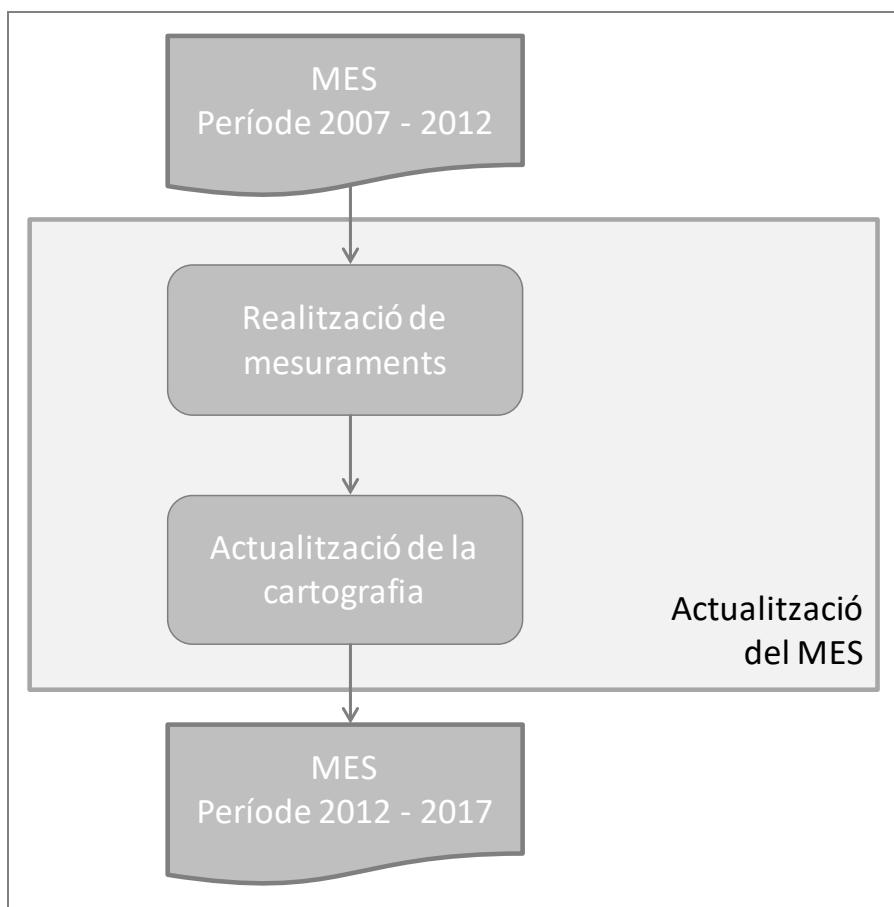 MES
Període 2007 - 2012
Realització de
mesuraments
Actualització de la
cartografia
Actualització
del MES
MES
Període 2012 - 2017